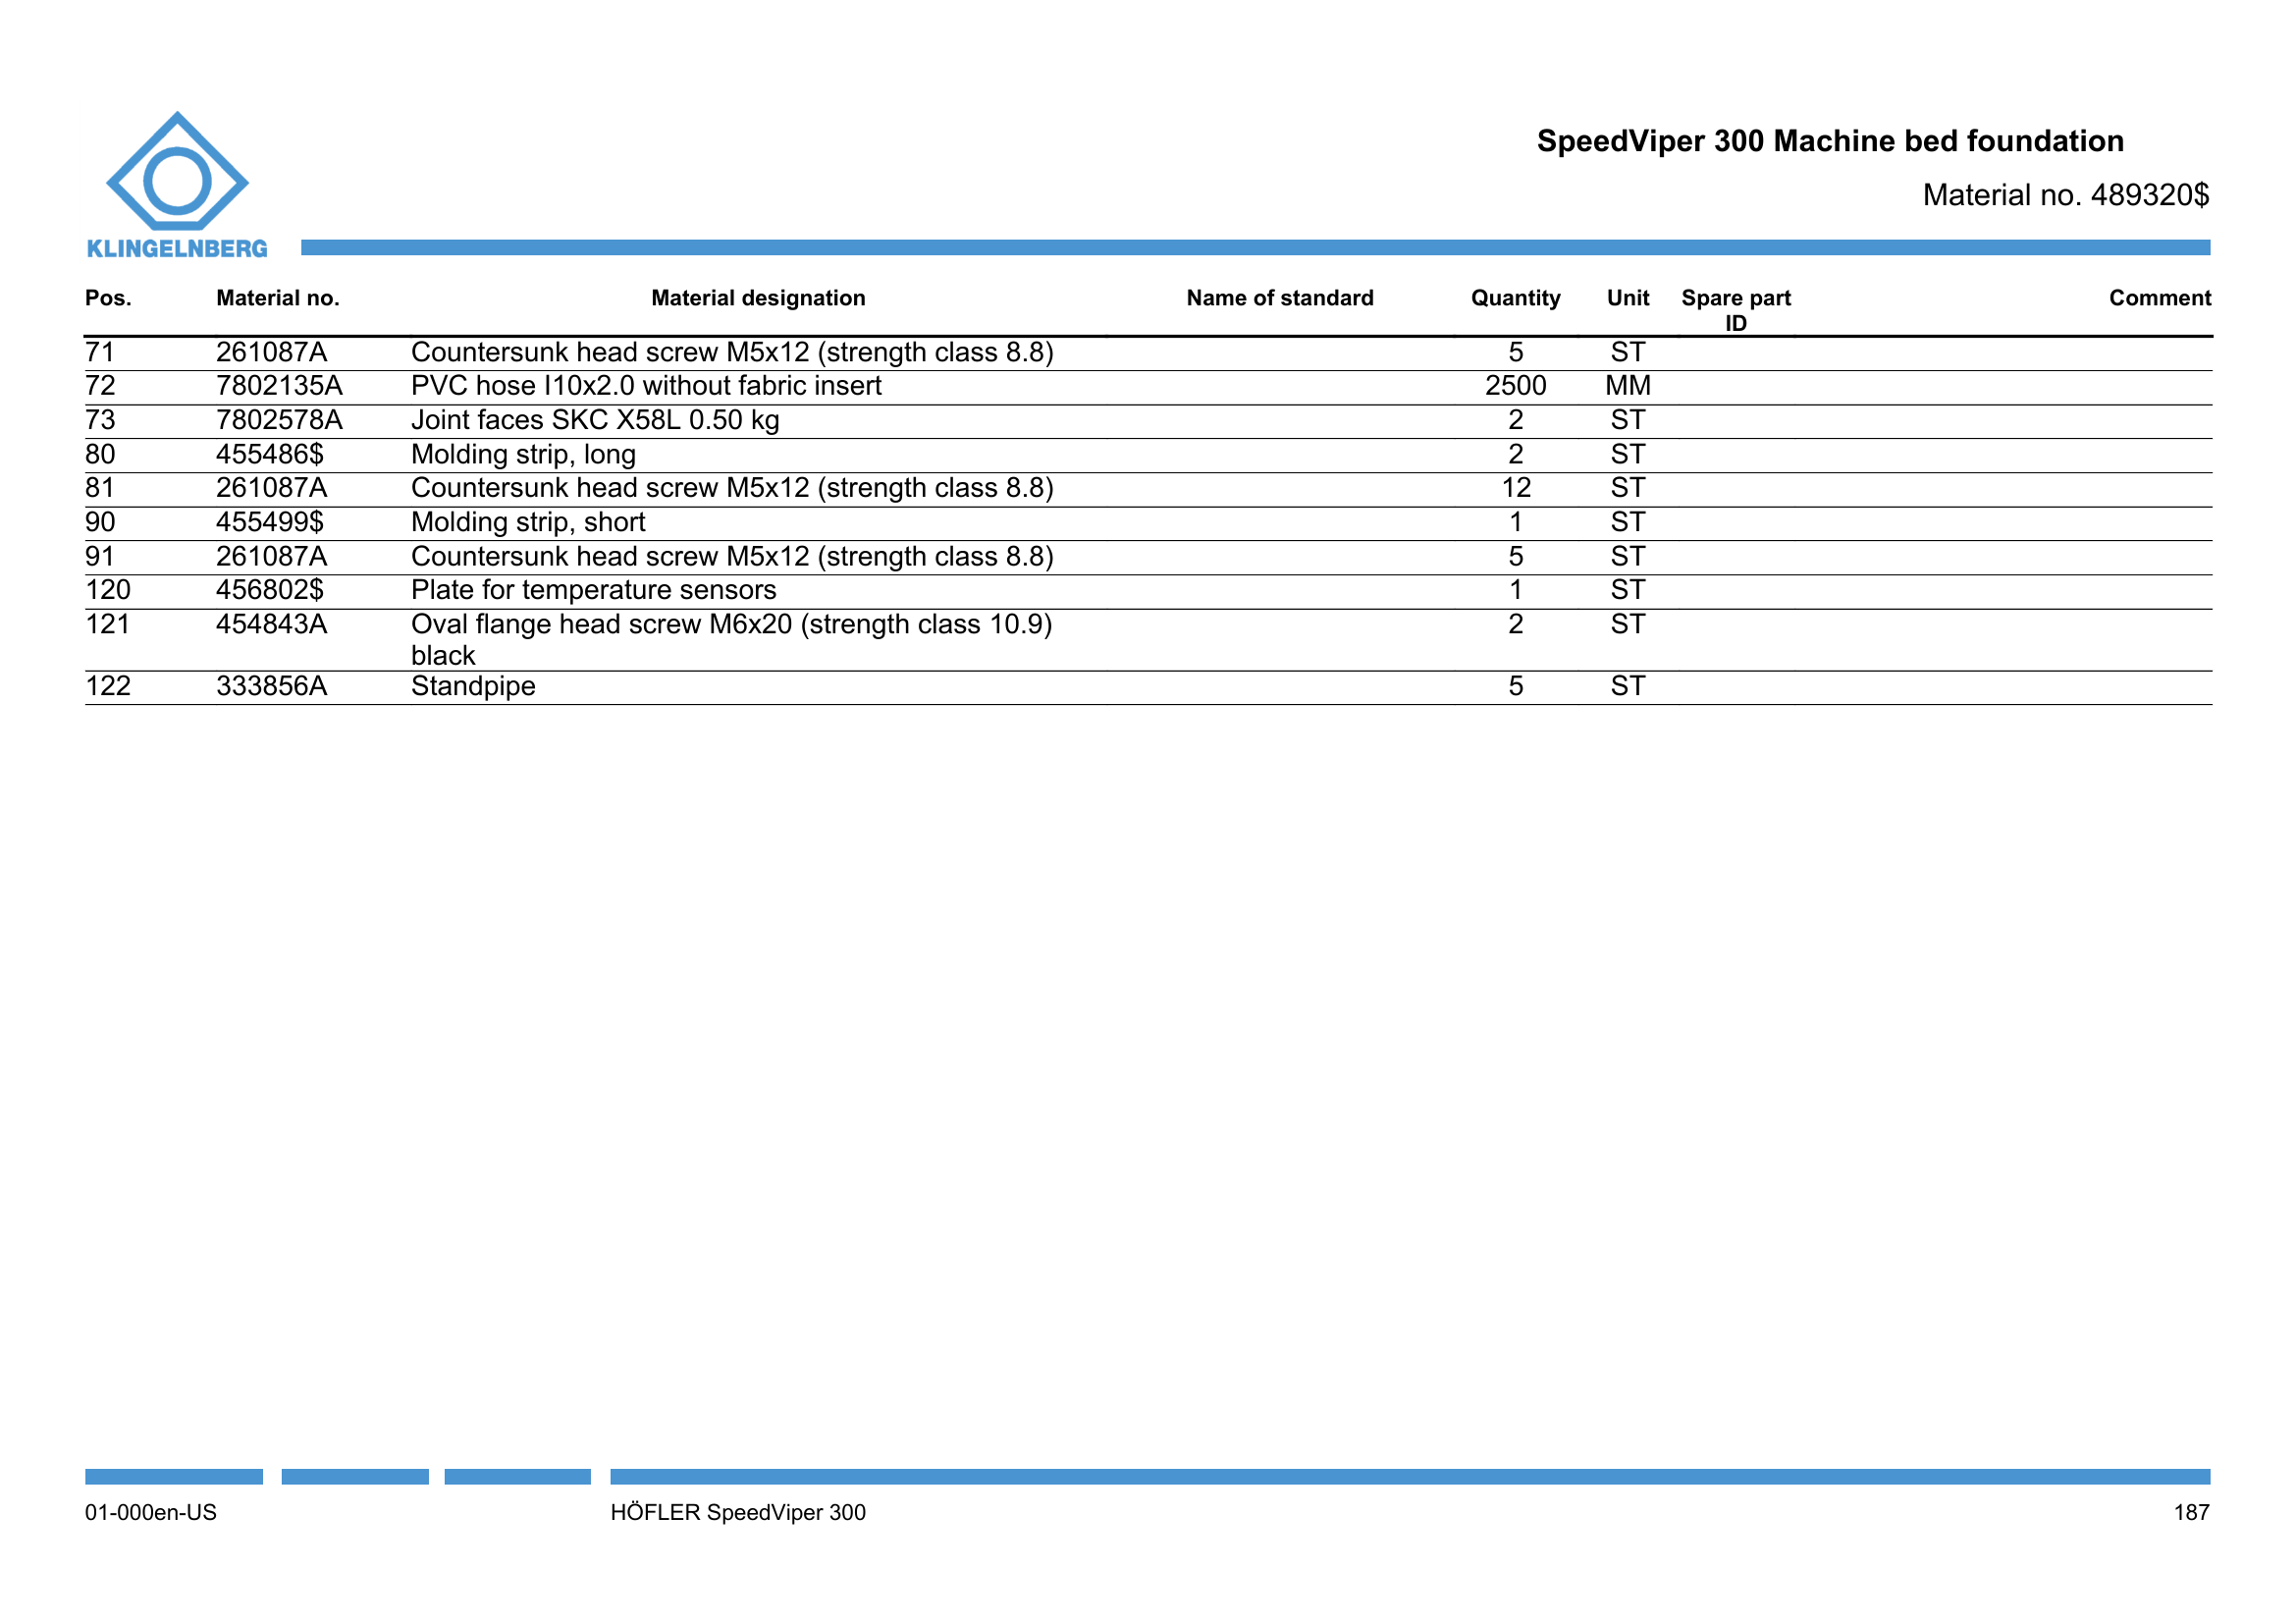 KLINGELNBERG
SpeedViper 300 Machine bed foundation
Material no. 489320$
Pos. Material no. Material designation Name of standard Quantity Unit Spare part ID Comment
71 261087A Countersunk head screw M5x12 (strength class 8.8) 5 ST
72 7802135A PVC hose I10x2.0 without fabric insert 2500 MM
73 7802578A Joint faces SKC X58L 0.50 kg 2 ST
80 455486$ Molding strip, long 2 ST
81 261087A Countersunk head screw M5x12 (strength class 8.8) 12 ST
90 455499$ Molding strip, short 1 ST
91 261087A Countersunk head screw M5x12 (strength class 8.8) 5 ST
120 456802$ Plate for temperature sensors 1 ST
121 454843A Oval flange head screw M6x20 (strength class 10.9) 2 ST
black
122 333856A Standpipe 5 ST
01-000en-US HÖFLER SpeedViper 300 187